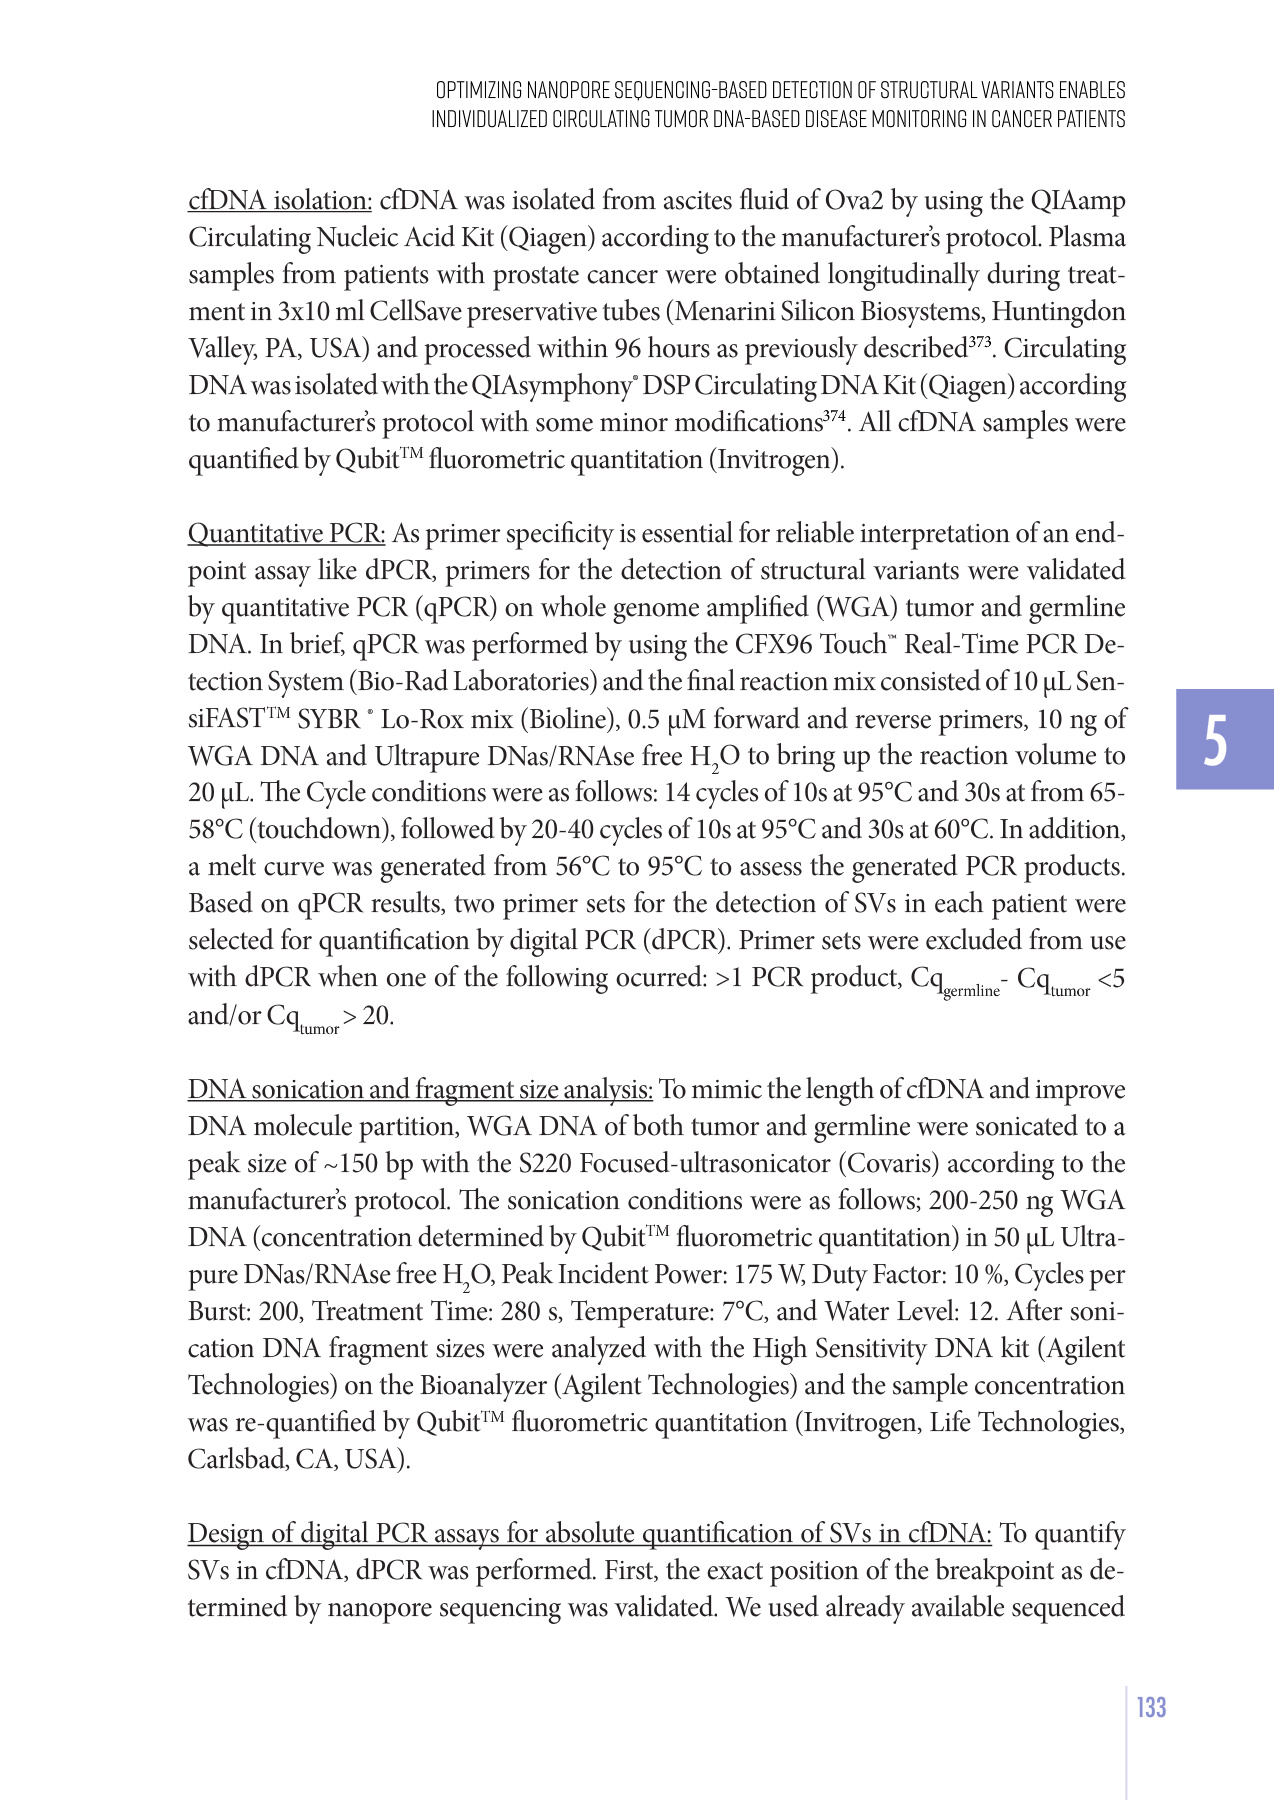 OPTIMIZING NANOPORE SEQUENCING-BASED DETECTION OF STRUCTURAL VARIANTS ENABLES
INDIVIDUALIZED CIRCULATING TUMOR DNA-BASED DISEASE MONITORING IN CANCER PATIENTS
cfDNA isolation: cfDNA was isolated from ascites fluid of Ova2 by using the QIAamp
Circulating Nucleic Acid Kit (Qiagen) according to the manufacturer's protocol. Plasma
samples from patients with prostate cancer were obtained longitudinally during treat-
ment in 3x10 ml CellSave preservative tubes (Menarini Silicon Biosystems, Huntingdon
Valley, PA, USA) and processed within 96 hours as previously described³⁷³. Circulating
DNA was isolated with the QIAsymphony® DSP Circulating DNA Kit (Qiagen) according
to manufacturer's protocol with some minor modifications³⁷⁴. All cfDNA samples were
quantified by Qubit™ fluorometric quantitation (Invitrogen).
Quantitative PCR: As primer specificity is essential for reliable interpretation of an end-
point assay like dPCR, primers for the detection of structural variants were validated
by quantitative PCR (qPCR) on whole genome amplified (WGA) tumor and germline
DNA. In brief, qPCR was performed by using the CFX96 Touch™ Real-Time PCR De-
tection System (Bio-Rad Laboratories) and the final reaction mix consisted of 10 µL Sen-
siFAST™ SYBR ® Lo-Rox mix (Bioline), 0.5 µM forward and reverse primers, 10 ng of
WGA DNA and Ultrapure DNas/RNAse free H₂O to bring up the reaction volume to
20 µL. The Cycle conditions were as follows: 14 cycles of 10s at 95°C and 30s at from 65-
58°C (touchdown), followed by 20-40 cycles of 10s at 95°C and 30s at 60°C. In addition,
a melt curve was generated from 56°C to 95°C to assess the generated PCR products.
Based on qPCR results, two primer sets for the detection of SVs in each patient were
selected for quantification by digital PCR (dPCR). Primer sets were excluded from use
with dPCR when one of the following ocurred: >1 PCR product, Cqgermline- Cqtumor <5
and/or Cqtumor > 20.
DNA sonication and fragment size analysis: To mimic the length of cfDNA and improve
DNA molecule partition, WGA DNA of both tumor and germline were sonicated to a
peak size of ~150 bp with the S220 Focused-ultrasonicator (Covaris) according to the
manufacturer's protocol. The sonication conditions were as follows; 200-250 ng WGA
DNA (concentration determined by Qubit™ fluorometric quantitation) in 50 µL Ultra-
pure DNas/RNAse free H₂O, Peak Incident Power: 175 W, Duty Factor: 10 %, Cycles per
Burst: 200, Treatment Time: 280 s, Temperature: 7°C, and Water Level: 12. After soni-
cation DNA fragment sizes were analyzed with the High Sensitivity DNA kit (Agilent
Technologies) on the Bioanalyzer (Agilent Technologies) and the sample concentration
was re-quantified by Qubit™ fluorometric quantitation (Invitrogen, Life Technologies,
Carlsbad, CA, USA).
Design of digital PCR assays for absolute quantification of SVs in cfDNA: To quantify
SVs in cfDNA, dPCR was performed. First, the exact position of the breakpoint as de-
termined by nanopore sequencing was validated. We used already available sequenced
5
133